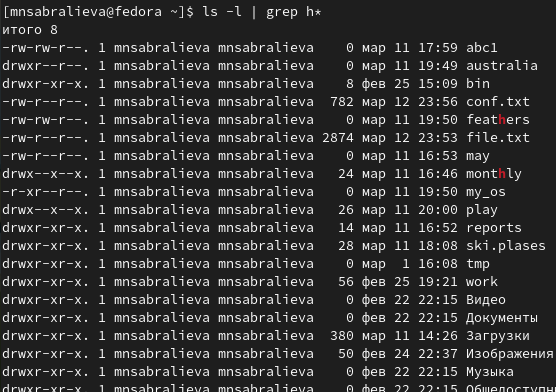 [mnsabralieva@fedora ~]$ ls -l | grep h*
итого 8
-rw-rw-r--. 1 mnsabralieva mnsabralieva 0 мар 11 17:59 abc1
drwxr--r--. 1 mnsabralieva mnsabralieva 0 мар 11 19:49 australia
drwxr-xr-x. 1 mnsabralieva mnsabralieva 8 фев 25 15:09 bin
-rw-r--r--. 1 mnsabralieva mnsabralieva 782 мар 12 23:56 conf.txt
-rw-rw-r--. 1 mnsabralieva mnsabralieva 0 мар 11 19:50 feathers
-rw-r--r--. 1 mnsabralieva mnsabralieva 2874 мар 12 23:53 file.txt
-rw-r--r--. 1 mnsabralieva mnsabralieva 0 мар 11 16:53 may
drwx--x--x. 1 mnsabralieva mnsabralieva 24 мар 11 16:46 monthly
-r-xr--r--. 1 mnsabralieva mnsabralieva 0 мар 11 19:50 my_os
drwx--x--x. 1 mnsabralieva mnsabralieva 26 мар 11 20:00 play
drwxr-xr-x. 1 mnsabralieva mnsabralieva 14 мар 11 16:52 reports
drwxr-xr-x. 1 mnsabralieva mnsabralieva 28 мар 11 18:08 ski.plases
drwxr-xr-x. 1 mnsabralieva mnsabralieva 0 мар 1 16:08 tmp
drwxr-xr-x. 1 mnsabralieva mnsabralieva 56 фев 25 19:21 work
drwxr-xr-x. 1 mnsabralieva mnsabralieva 0 фев 22 22:15 Видео
drwxr-xr-x. 1 mnsabralieva mnsabralieva 0 фев 22 22:15 Документы
drwxr-xr-x. 1 mnsabralieva mnsabralieva 380 мар 11 14:26 Загрузки
drwxr-xr-x. 1 mnsabralieva mnsabralieva 50 фев 24 22:37 Изображения
drwxr-xr-x. 1 mnsabralieva mnsabralieva 0 фев 22 22:15 Музыка
drwxr-xr-x. 1 mnsabralieva mnsabralieva 0 фев 22 22:15